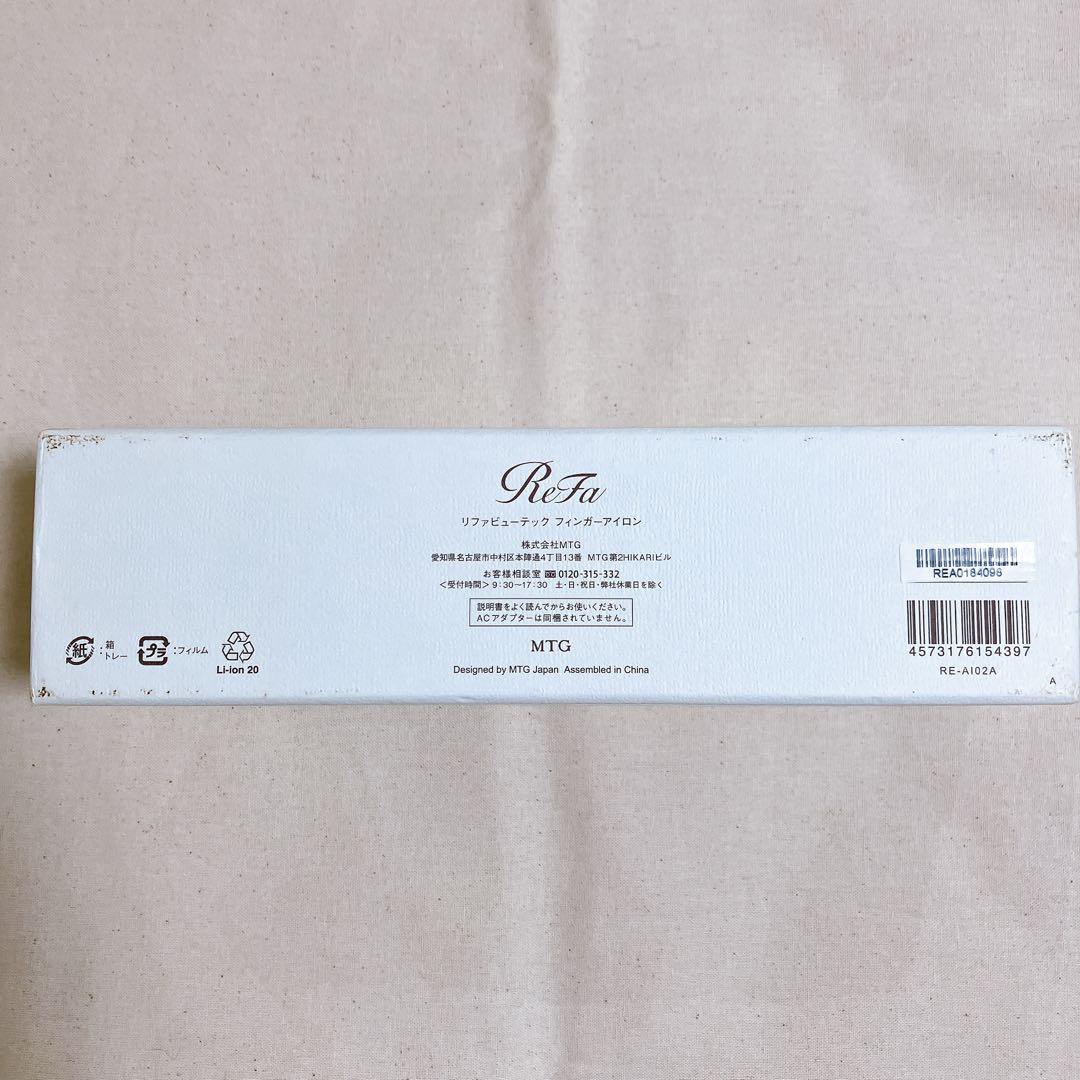 ReFa
リファビューテック フィンガーアイロン
株式会社MTG
愛知県名古屋市中村区本陣通4丁目13番 MTG第2HIKARIビル
お客様相談室 0120-315-332
＜受付時間＞9:30～17:30 土・日・祝日・弊社休業日を除く
説明書をよく読んでからお使いください。
ACアダプターは同梱されていません。
MTG
Designed by MTG Japan Assembled in China
紙 :箱
トレー
プラ :フィルム
Li-ion 20
REA0184096
4573176154397
RE-AI02A
A